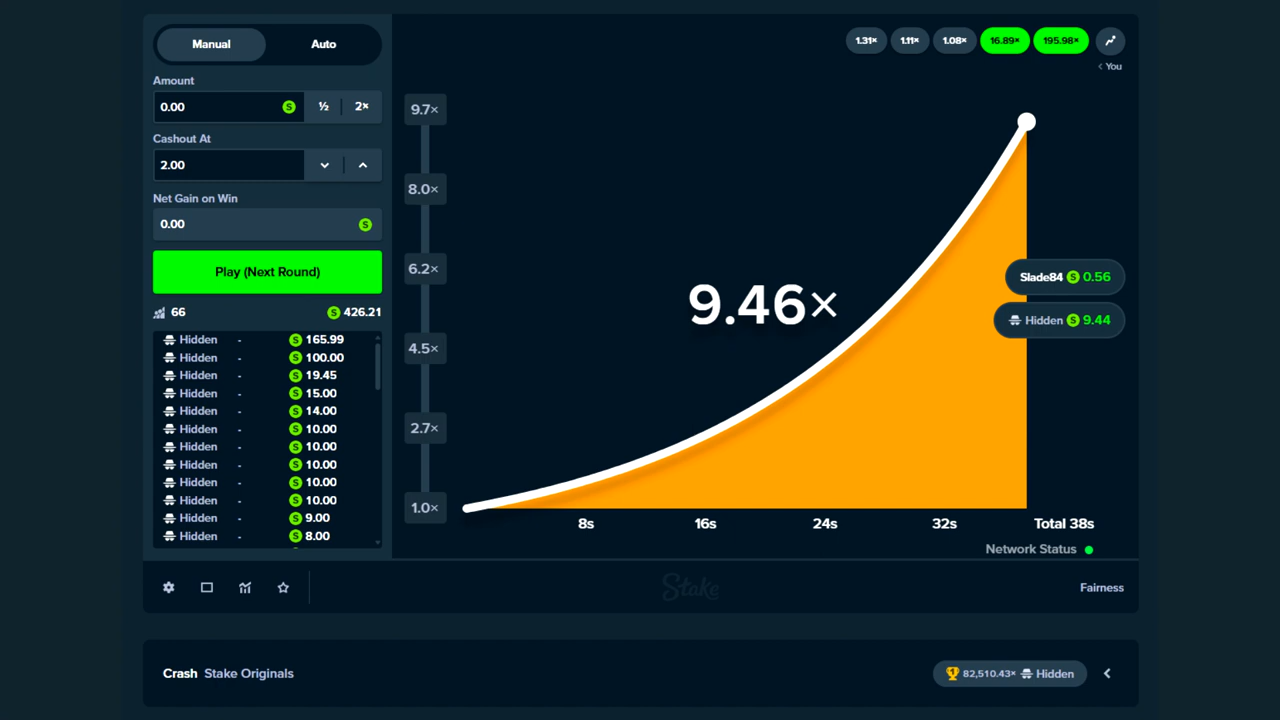 Manual Auto
Amount
0.00 S ½ 2×
Cashout At
2.00
Net Gain on Win
0.00 S
Play (Next Round)
66 S 426.21
Hidden - S 165.99
Hidden - S 100.00
Hidden - S 19.45
Hidden - S 15.00
Hidden - S 14.00
Hidden - S 10.00
Hidden - S 10.00
Hidden - S 10.00
Hidden - S 10.00
Hidden - S 10.00
Hidden - S 9.00
Hidden - S 8.00
1.31× 1.11× 1.08× 16.89× 195.98×
You
9.7×
8.0×
6.2×
4.5×
2.7×
1.0×
9.46×
Slade84 S 0.56
Hidden S 9.44
8s 16s 24s 32s Total 38s
Network Status
Stake
Fairness
Crash Stake Originals
1 82,510.43× Hidden